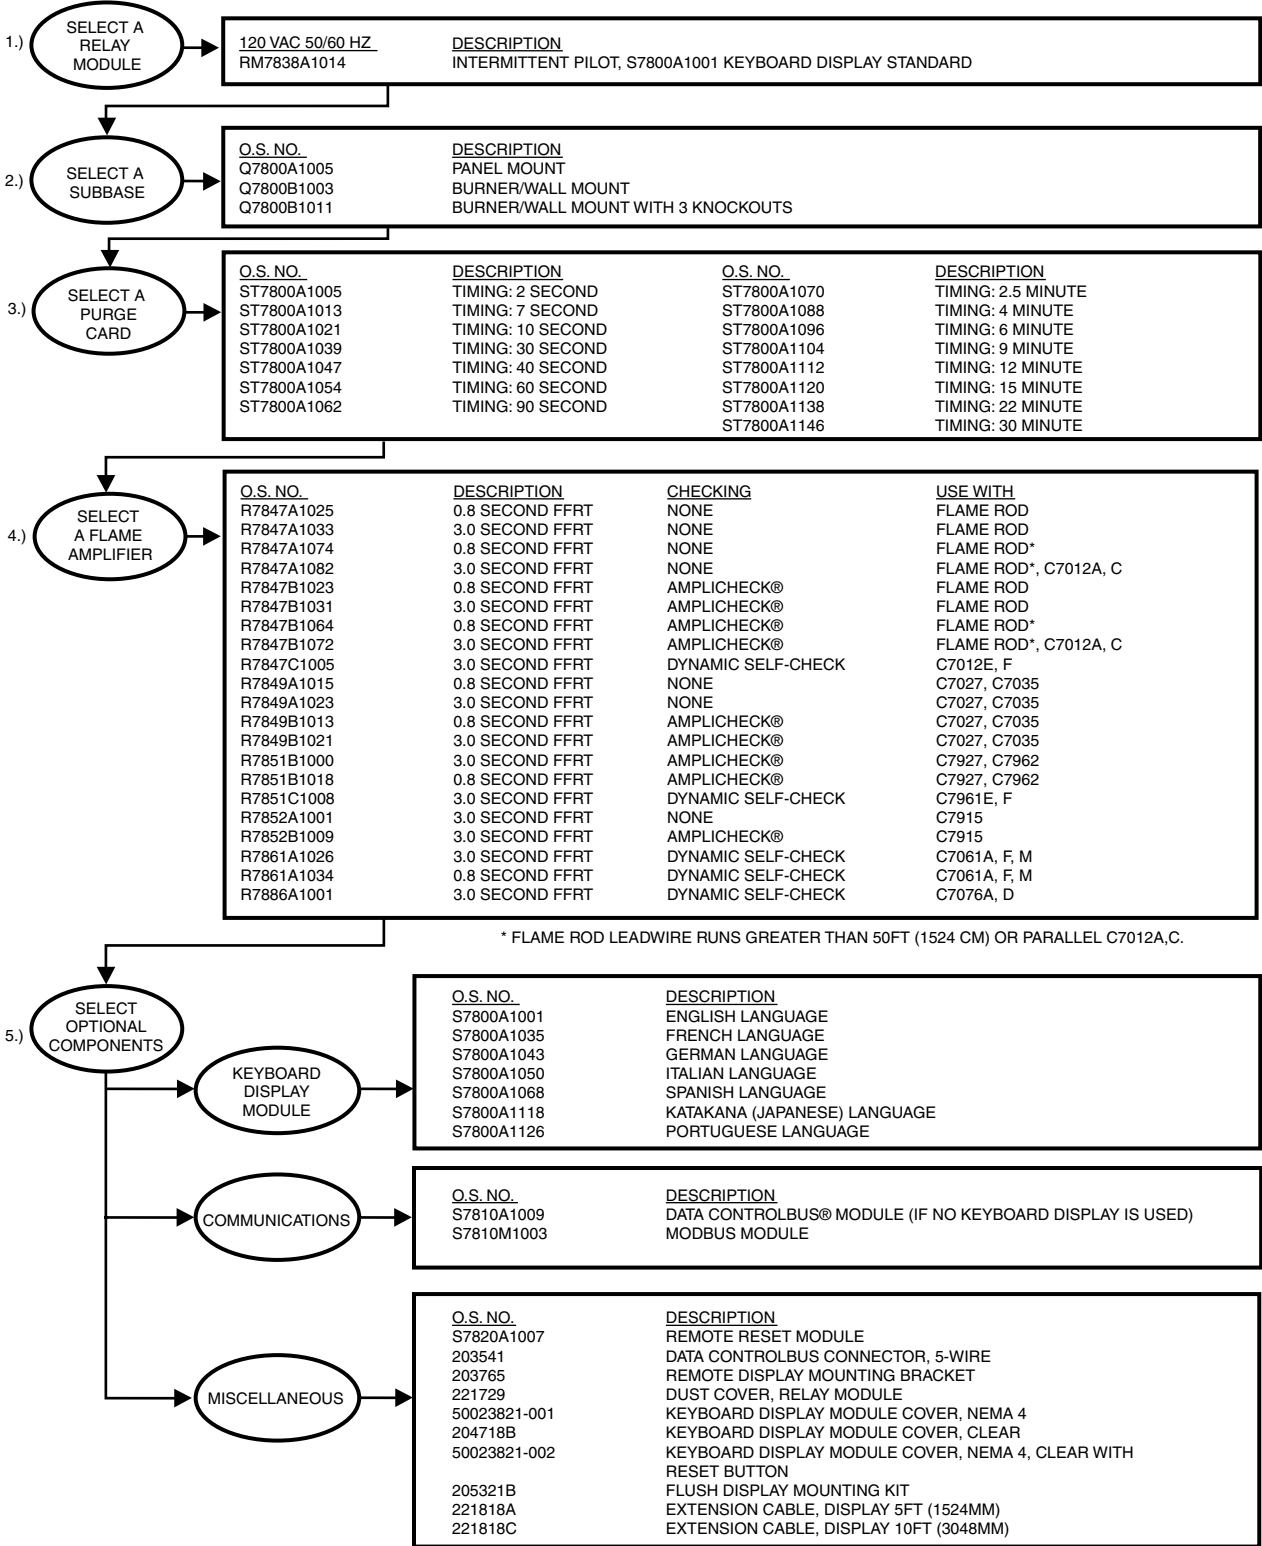 1.)
SELECT A
RELAY
MODULE
120 VAC 50/60 HZ DESCRIPTION
RM7838A1014 INTERMITTENT PILOT, S7800A1001 KEYBOARD DISPLAY STANDARD
2.)
SELECT A
SUBBASE
O.S. NO. DESCRIPTION
Q7800A1005 PANEL MOUNT
Q7800B1003 BURNER/WALL MOUNT
Q7800B1011 BURNER/WALL MOUNT WITH 3 KNOCKOUTS
3.)
SELECT A
PURGE
CARD
O.S. NO. DESCRIPTION O.S. NO. DESCRIPTION
ST7800A1005 TIMING: 2 SECOND ST7800A1070 TIMING: 2.5 MINUTE
ST7800A1013 TIMING: 7 SECOND ST7800A1088 TIMING: 4 MINUTE
ST7800A1021 TIMING: 10 SECOND ST7800A1096 TIMING: 6 MINUTE
ST7800A1039 TIMING: 30 SECOND ST7800A1104 TIMING: 9 MINUTE
ST7800A1047 TIMING: 40 SECOND ST7800A1112 TIMING: 12 MINUTE
ST7800A1054 TIMING: 60 SECOND ST7800A1120 TIMING: 15 MINUTE
ST7800A1062 TIMING: 90 SECOND ST7800A1138 TIMING: 22 MINUTE
ST7800A1146 TIMING: 30 MINUTE
4.)
SELECT
A FLAME
AMPLIFIER
O.S. NO. DESCRIPTION CHECKING USE WITH
R7847A1025 0.8 SECOND FFRT NONE FLAME ROD
R7847A1033 3.0 SECOND FFRT NONE FLAME ROD
R7847A1074 0.8 SECOND FFRT NONE FLAME ROD*
R7847A1082 3.0 SECOND FFRT NONE FLAME ROD*, C7012A, C
R7847B1023 0.8 SECOND FFRT AMPLICHECK® FLAME ROD
R7847B1031 3.0 SECOND FFRT AMPLICHECK® FLAME ROD
R7847B1064 0.8 SECOND FFRT AMPLICHECK® FLAME ROD*
R7847B1072 3.0 SECOND FFRT AMPLICHECK® FLAME ROD*, C7012A, C
R7847C1005 3.0 SECOND FFRT DYNAMIC SELF-CHECK C7012E, F
R7849A1015 0.8 SECOND FFRT NONE C7027, C7035
R7849A1023 3.0 SECOND FFRT NONE C7027, C7035
R7849B1013 0.8 SECOND FFRT AMPLICHECK® C7027, C7035
R7849B1021 3.0 SECOND FFRT AMPLICHECK® C7027, C7035
R7851B1000 3.0 SECOND FFRT AMPLICHECK® C7927, C7962
R7851B1018 0.8 SECOND FFRT AMPLICHECK® C7927, C7962
R7851C1008 3.0 SECOND FFRT DYNAMIC SELF-CHECK C7961E, F
R7852A1001 3.0 SECOND FFRT NONE C7915
R7852B1009 3.0 SECOND FFRT AMPLICHECK® C7915
R7861A1026 3.0 SECOND FFRT DYNAMIC SELF-CHECK C7061A, F, M
R7861A1034 0.8 SECOND FFRT DYNAMIC SELF-CHECK C7061A, F, M
R7886A1001 3.0 SECOND FFRT DYNAMIC SELF-CHECK C7076A, D
* FLAME ROD LEADWIRE RUNS GREATER THAN 50FT (1524 CM) OR PARALLEL C7012A,C.
5.)
SELECT
OPTIONAL
COMPONENTS
KEYBOARD
DISPLAY
MODULE
O.S. NO. DESCRIPTION
S7800A1001 ENGLISH LANGUAGE
S7800A1035 FRENCH LANGUAGE
S7800A1043 GERMAN LANGUAGE
S7800A1050 ITALIAN LANGUAGE
S7800A1068 SPANISH LANGUAGE
S7800A1118 KATAKANA (JAPANESE) LANGUAGE
S7800A1126 PORTUGUESE LANGUAGE
COMMUNICATIONS
O.S. NO. DESCRIPTION
S7810A1009 DATA CONTROLBUS® MODULE (IF NO KEYBOARD DISPLAY IS USED)
S7810M1003 MODBUS MODULE
MISCELLANEOUS
O.S. NO. DESCRIPTION
S7820A1007 REMOTE RESET MODULE
203541 DATA CONTROLBUS CONNECTOR, 5-WIRE
203765 REMOTE DISPLAY MOUNTING BRACKET
221729 DUST COVER, RELAY MODULE
50023821-001 KEYBOARD DISPLAY MODULE COVER, NEMA 4
204718B KEYBOARD DISPLAY MODULE COVER, CLEAR
50023821-002 KEYBOARD DISPLAY MODULE COVER, NEMA 4, CLEAR WITH
RESET BUTTON
205321B FLUSH DISPLAY MOUNTING KIT
221818A EXTENSION CABLE, DISPLAY 5FT (1524MM)
221818C EXTENSION CABLE, DISPLAY 10FT (3048MM)